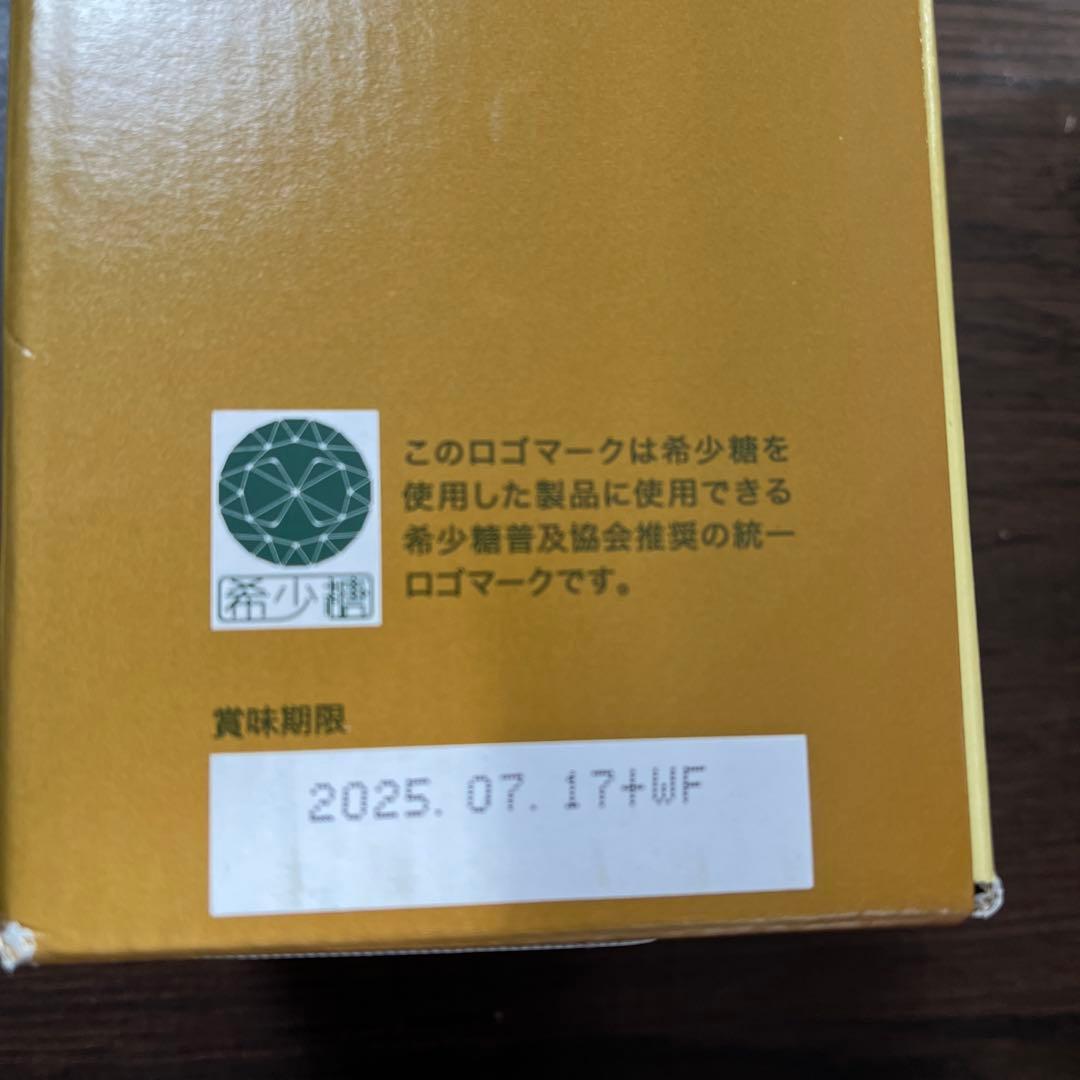 このロゴマークは希少糖を
使用した製品に使用できる
希少糖普及協会推奨の統一
ロゴマークです。
希少糖
賞味期限
2025.07.17+WF